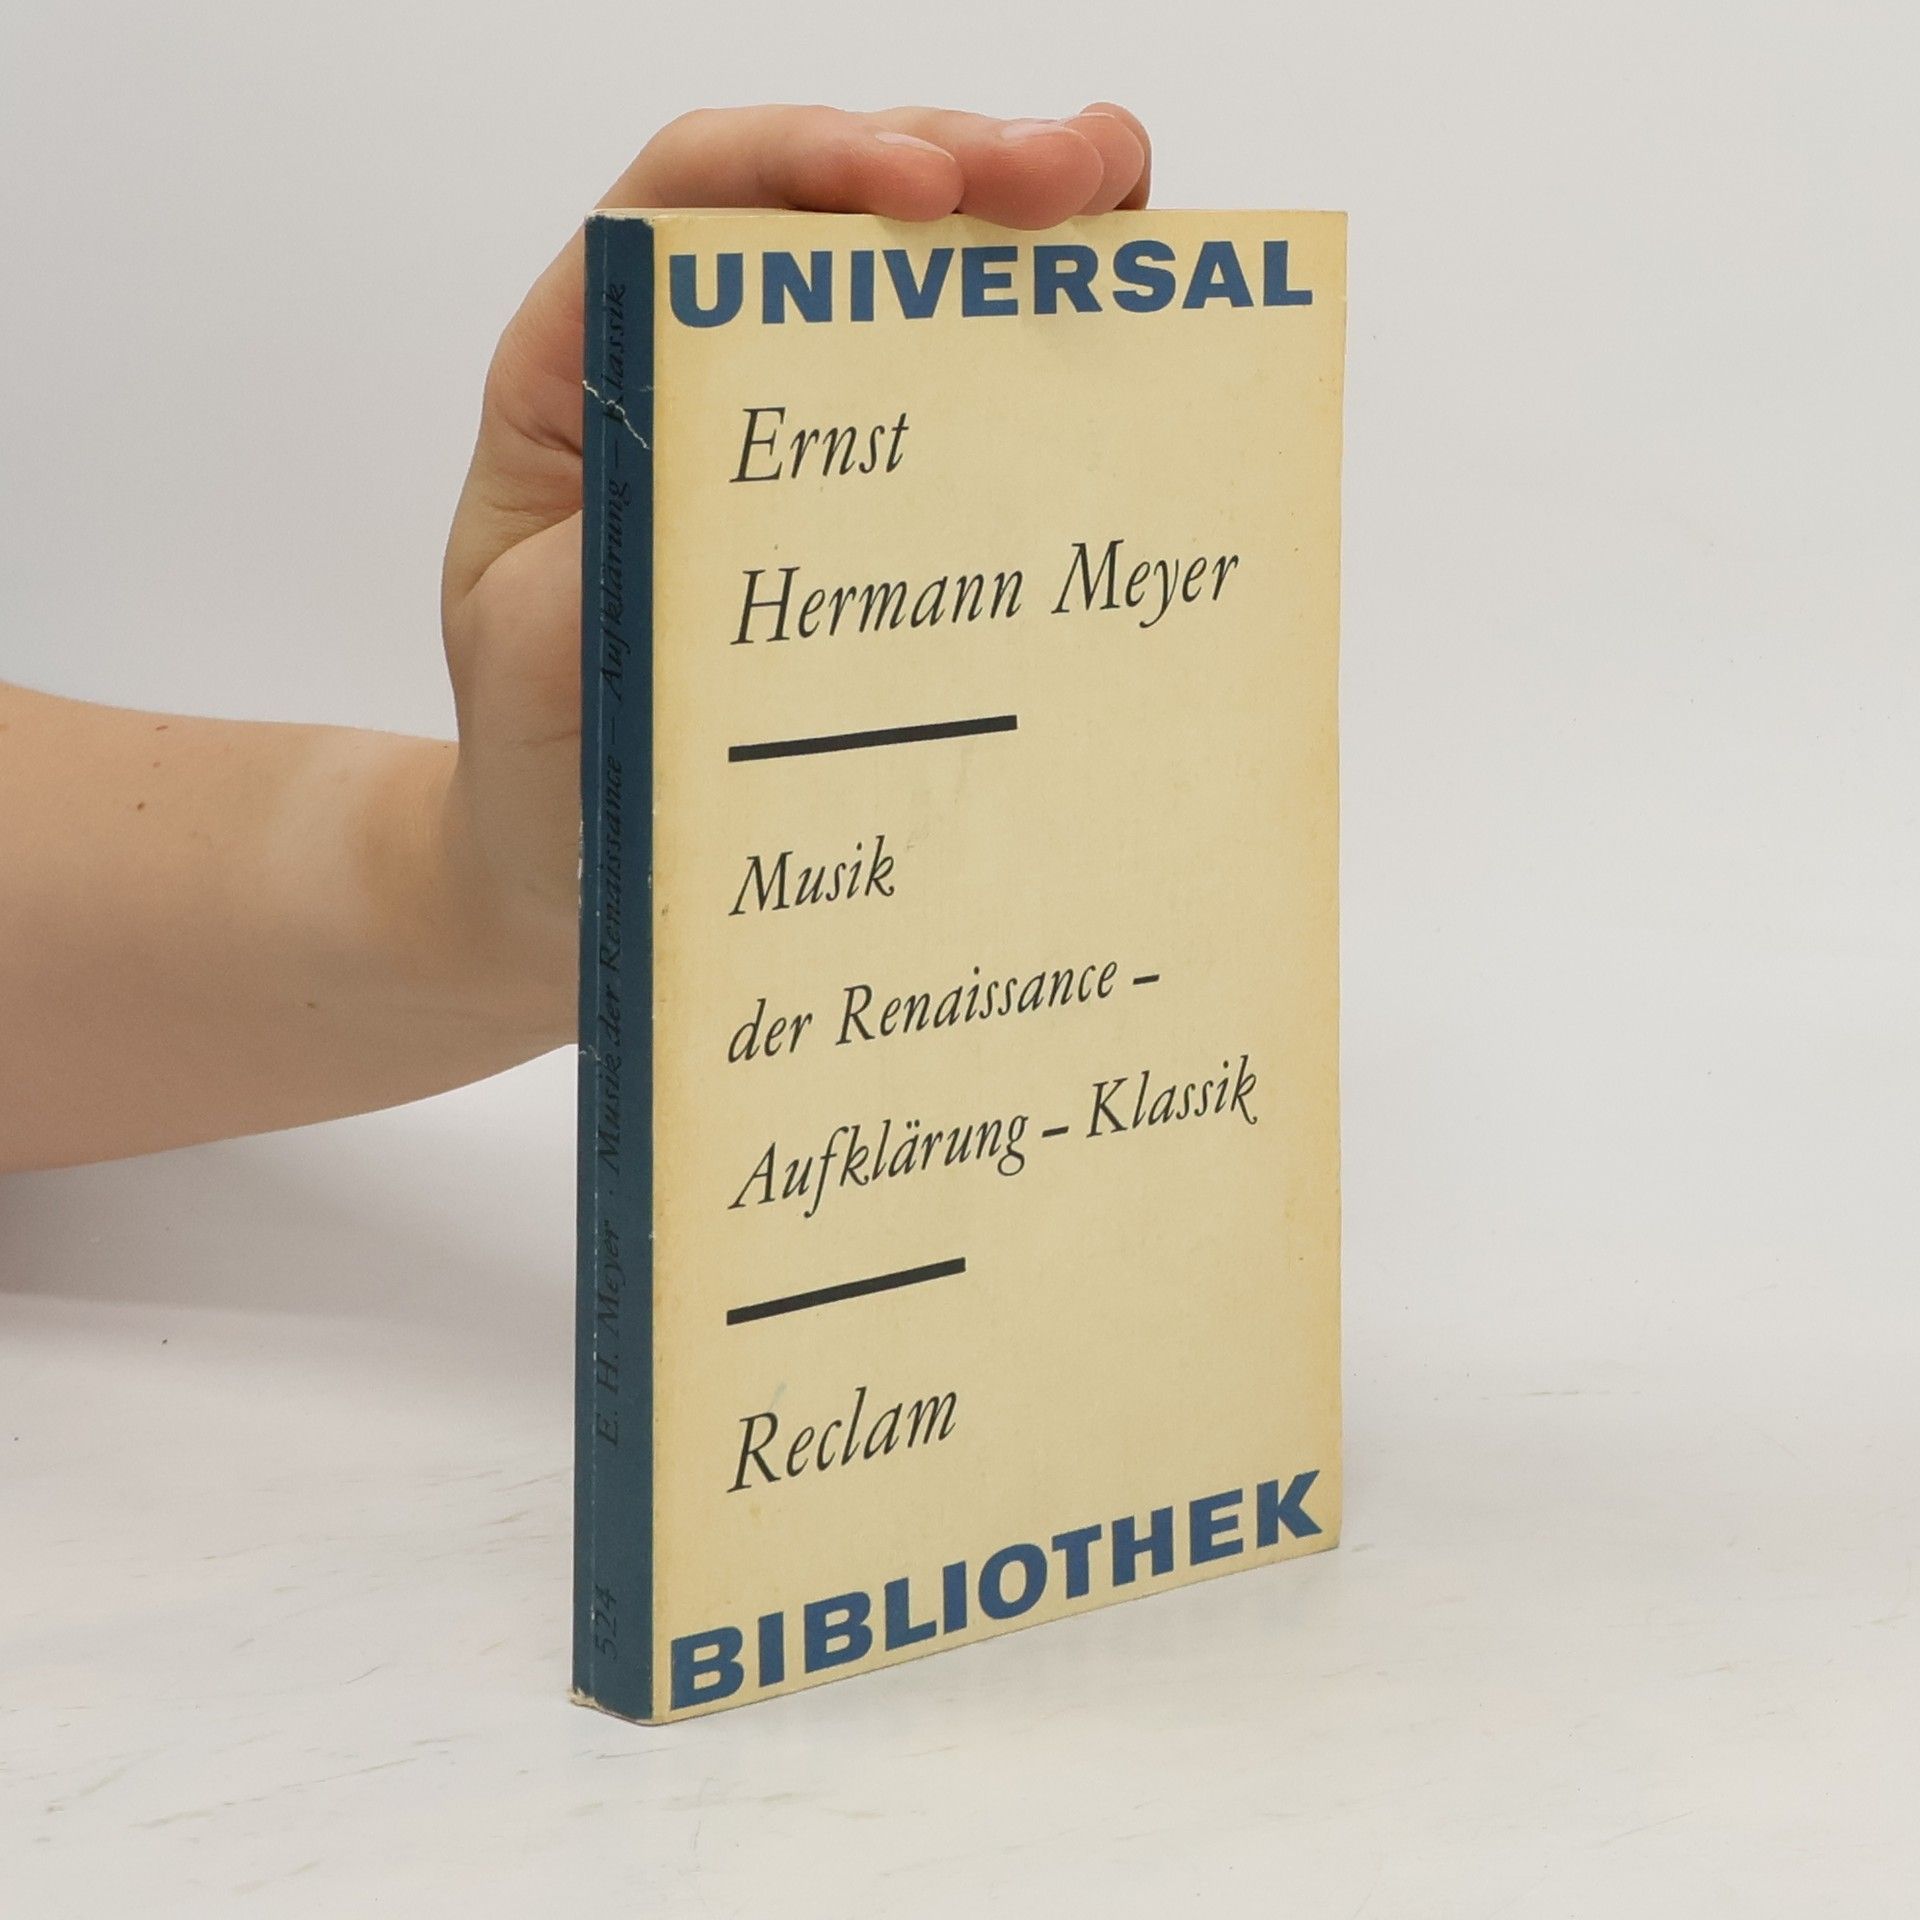 UNIVERSAL
Ernst
Hermann Meyer
Musik
der Renaissance –
Aufklärung – Klassik
Reclam
BIBLIOTHEK
524 E. H. Meyer · Musik der Renaissance – Aufklärung – Klassik